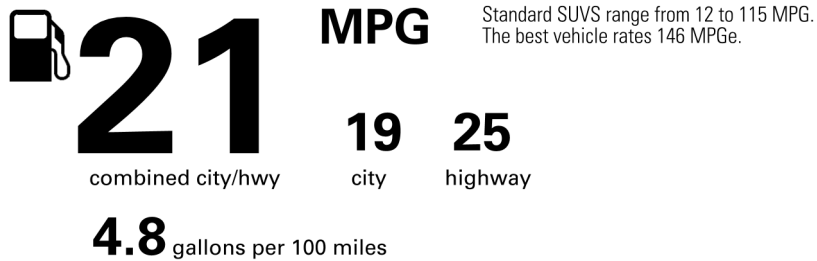 21
MPG
Standard SUVS range from 12 to 115 MPG.
The best vehicle rates 146 MPGe.
19
25
combined city/hwy
city
highway
4.8 gallons per 100 miles